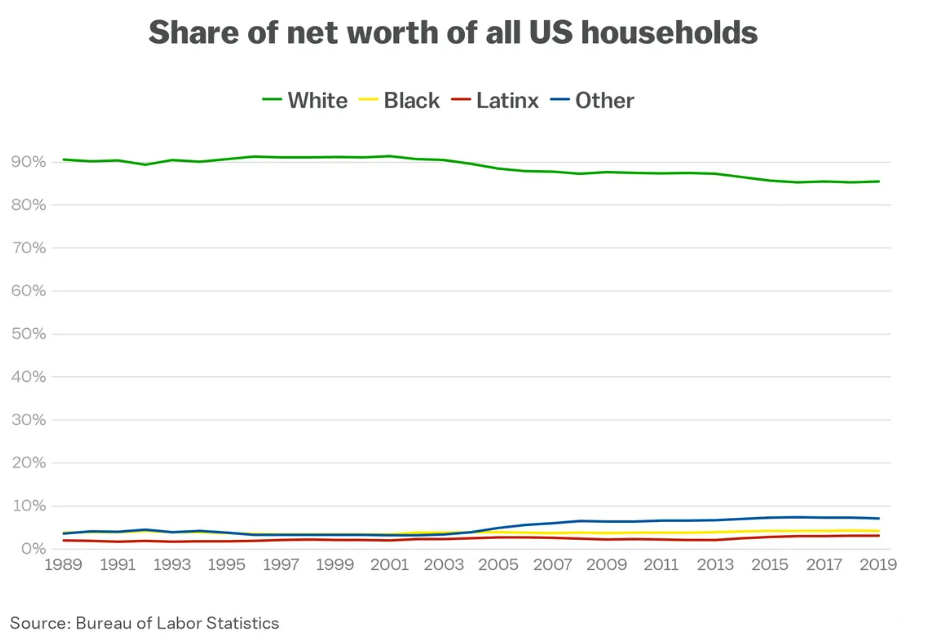 Share of net worth of all US households
White Black Latinx Other
90%
80%
70%
60%
50%
40%
30%
20%
10%
0%
1989 1991 1993 1995 1997 1999 2001 2003 2005 2007 2009 2011 2013 2015 2017 2019
Source: Bureau of Labor Statistics